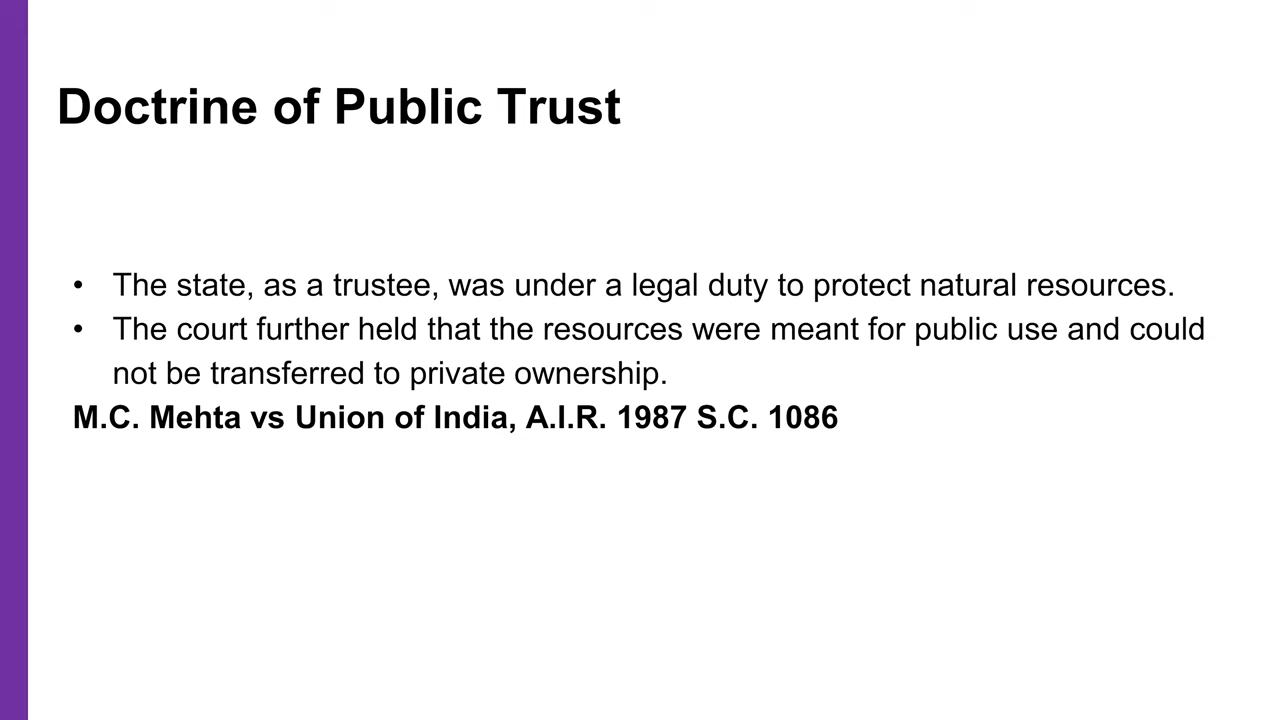 Doctrine of Public Trust
• The state, as a trustee, was under a legal duty to protect natural resources.
• The court further held that the resources were meant for public use and could
not be transferred to private ownership.
M.C. Mehta vs Union of India, A.I.R. 1987 S.C. 1086